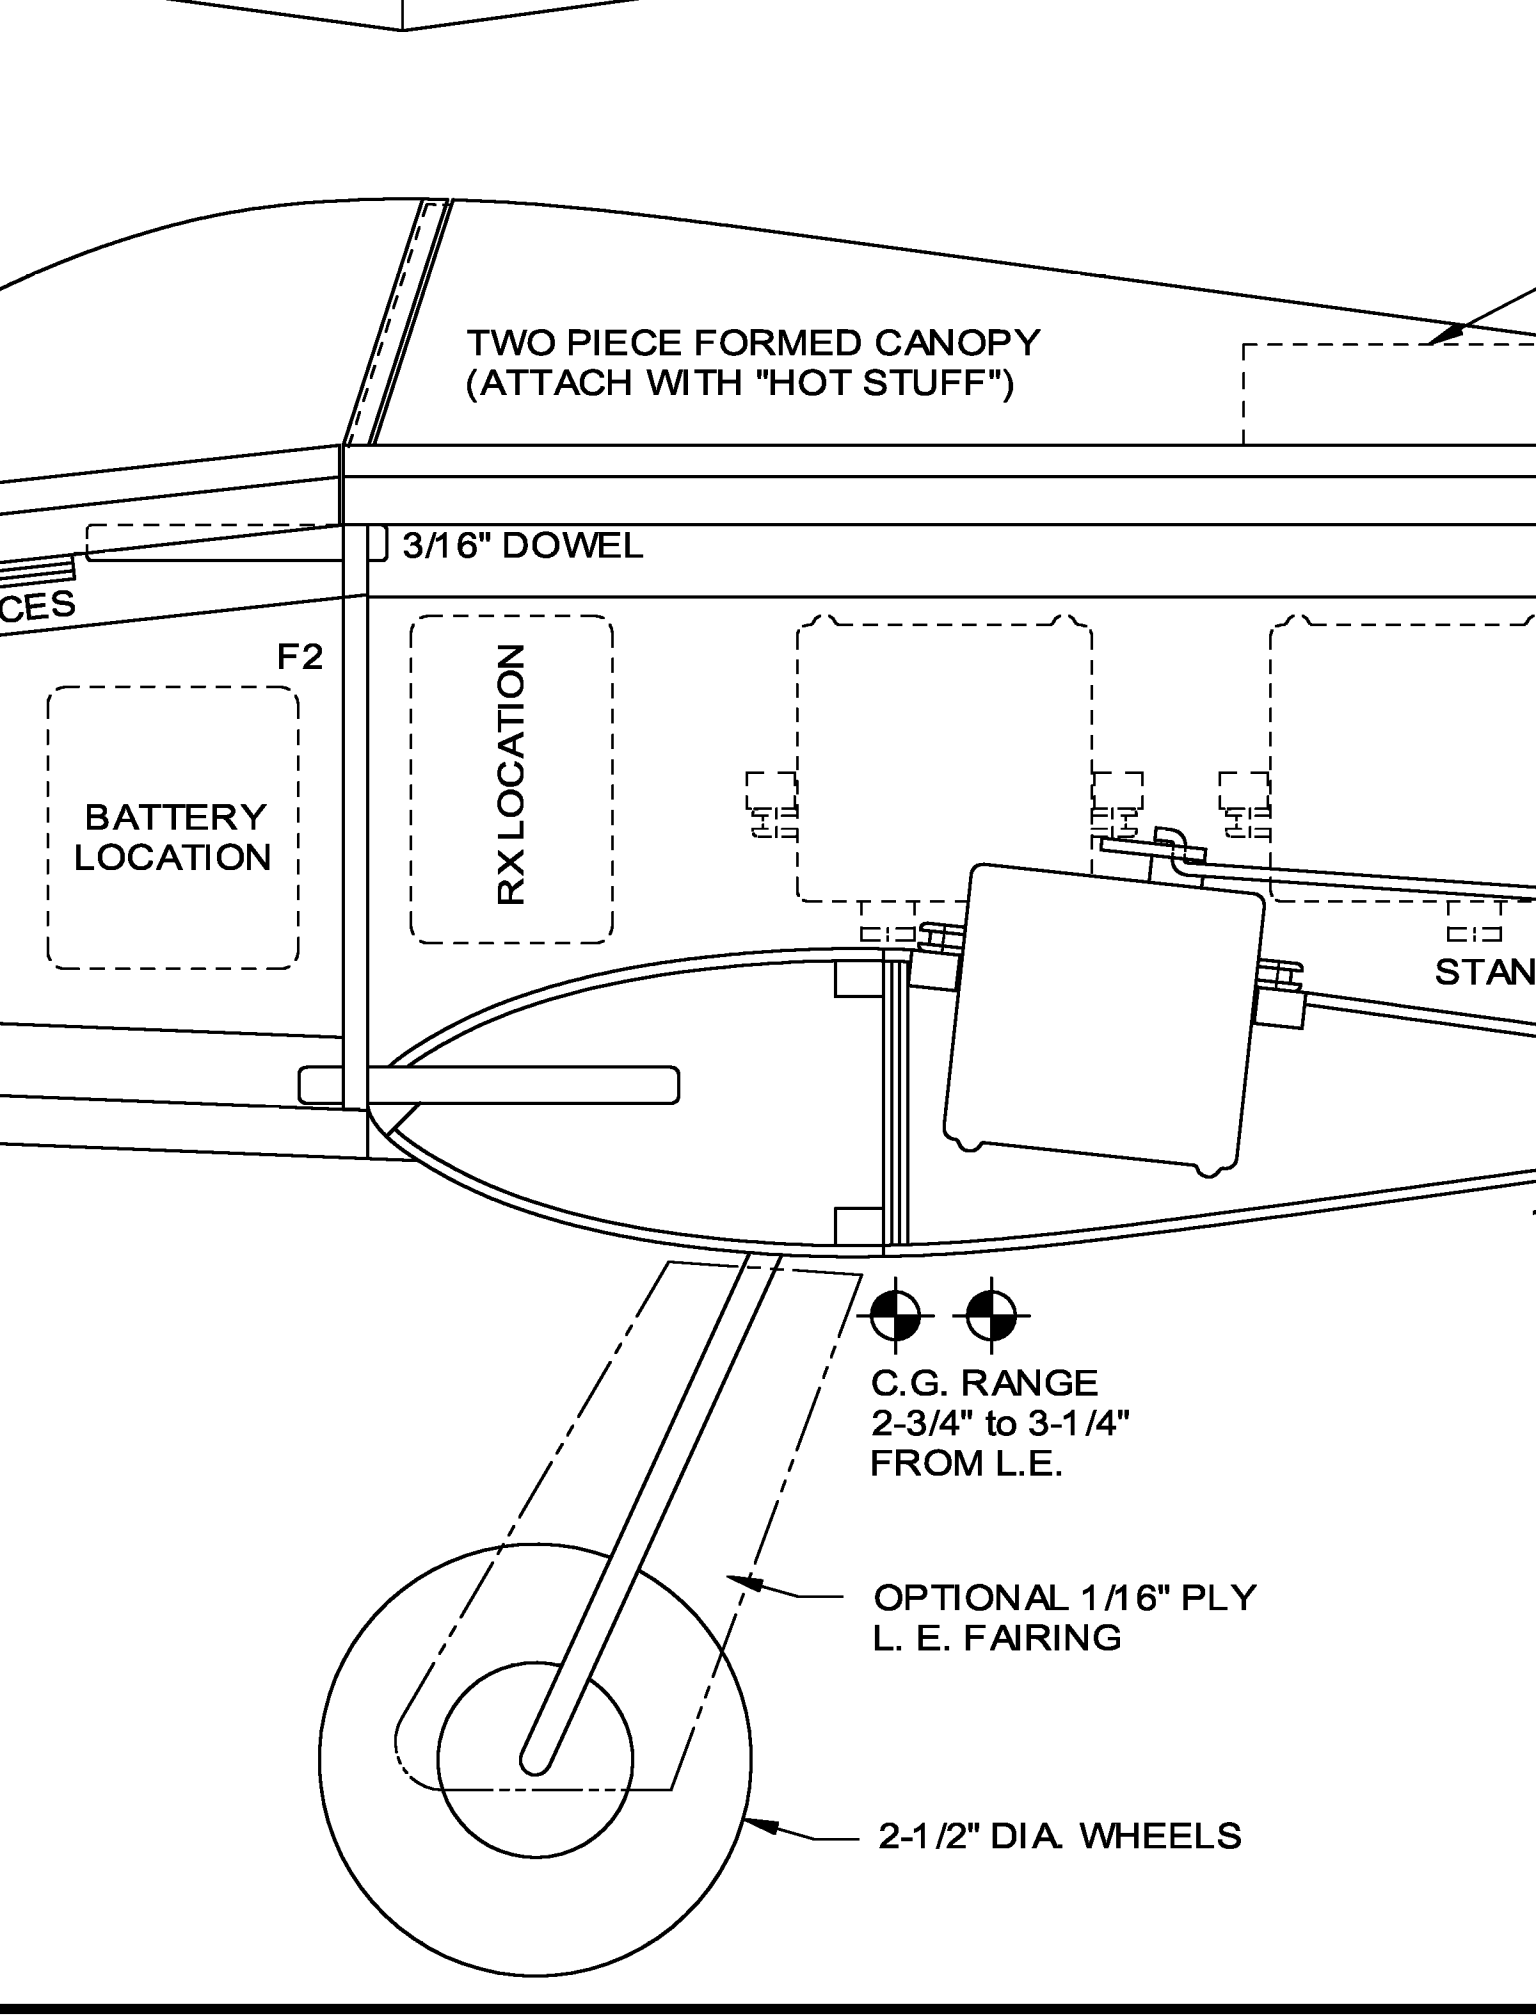 TWO PIECE FORMED CANOPY
(ATTACH WITH "HOT STUFF")
3/16" DOWEL
CES
F2
RX LOCATION
BATTERY
LOCATION
STAN
C.G. RANGE
2-3/4" to 3-1/4"
FROM L.E.
OPTIONAL 1/16" PLY
L. E. FAIRING
2-1/2" DIA. WHEELS